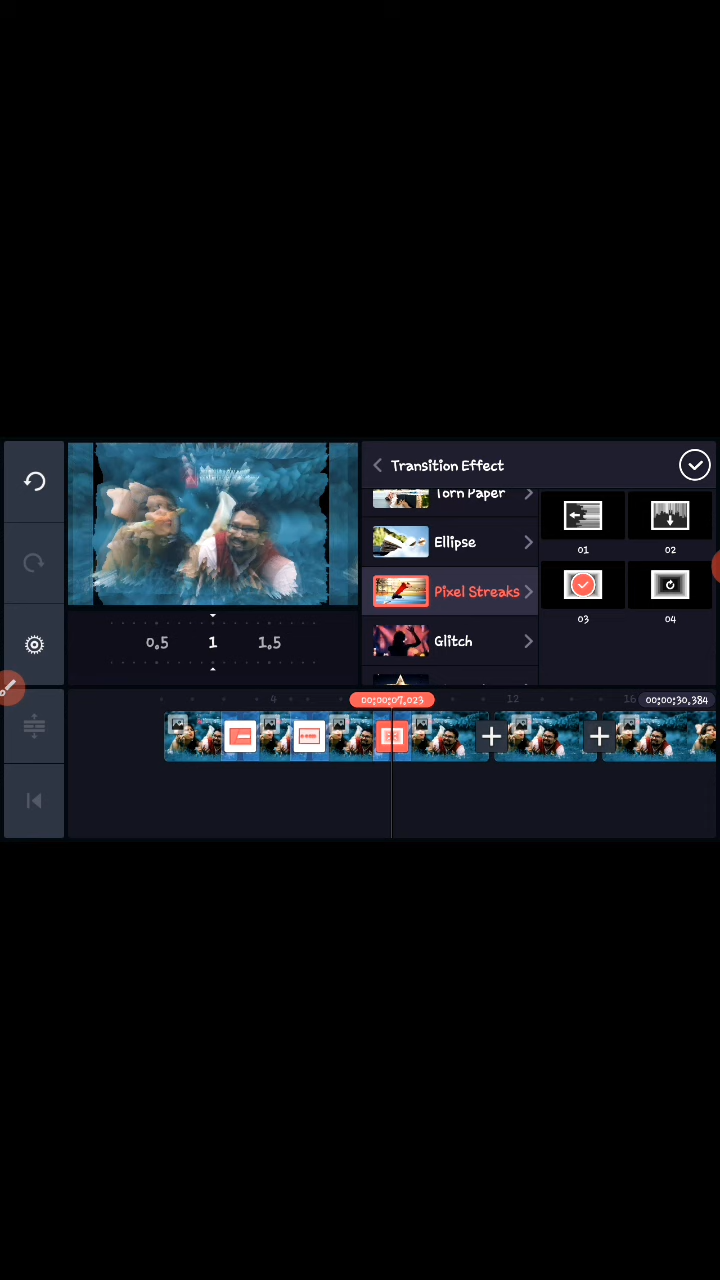 Transition Effect
Torn Paper
Ellipse
Pixel Streaks
Glitch
01
02
03
04
0.5
1
1.5
4
00:00:07.023
12
16
00:00:30.384